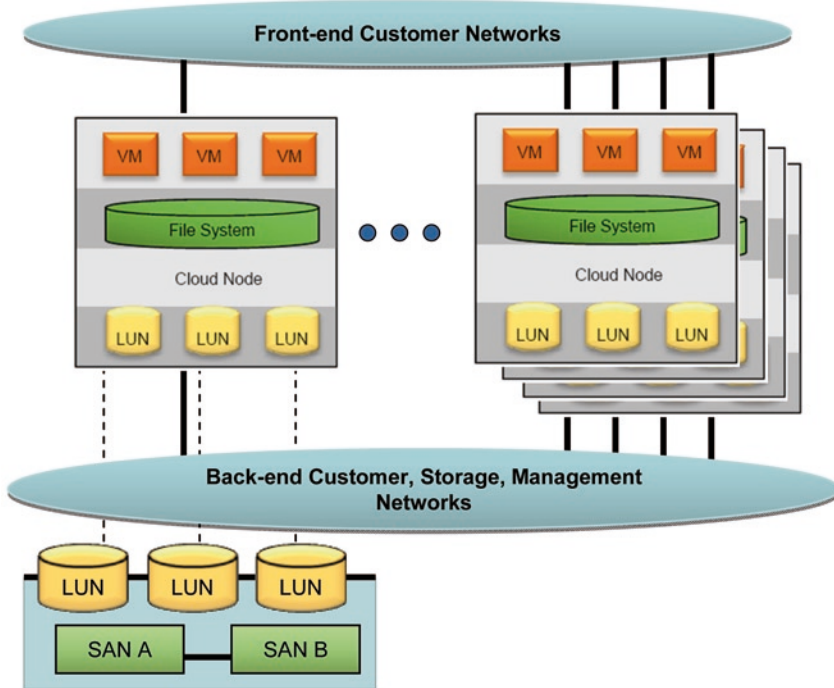 Front-end Customer Networks
VM VM VM
File System
Cloud Node
LUN LUN LUN
VM VM VM
File System
Cloud Node
LUN LUN LUN
Back-end Customer, Storage, Management
Networks
LUN LUN LUN
SAN A SAN B